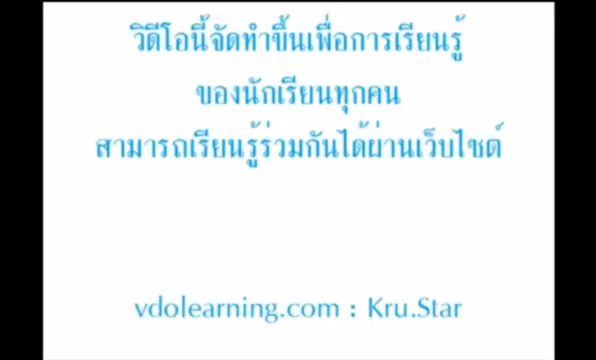 วิดีโอนี้จัดทำขึ้นเพื่อการเรียนรู้
ของนักเรียนทุกคน
สามารถเรียนรู้ร่วมกันได้ผ่านเว็บไซต์
vdolearning.com : Kru.Star